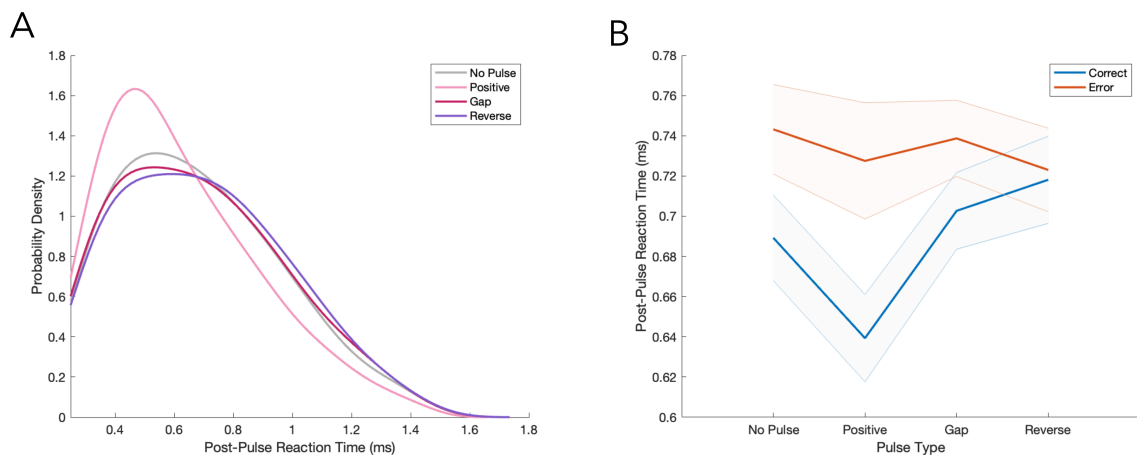 A
1.8
1.6
1.4
1.2
1
0.8
0.6
0.4
0.2
0
Probability Density
No Pulse
Positive
Gap
Reverse
0.4 0.6 0.8 1 1.2 1.4 1.6 1.8
Post-Pulse Reaction Time (ms)
B
0.78
0.76
0.74
0.72
0.7
0.68
0.66
0.64
0.62
0.6
Post-Pulse Reaction Time (ms)
Correct
Error
No Pulse Positive Gap Reverse
Pulse Type